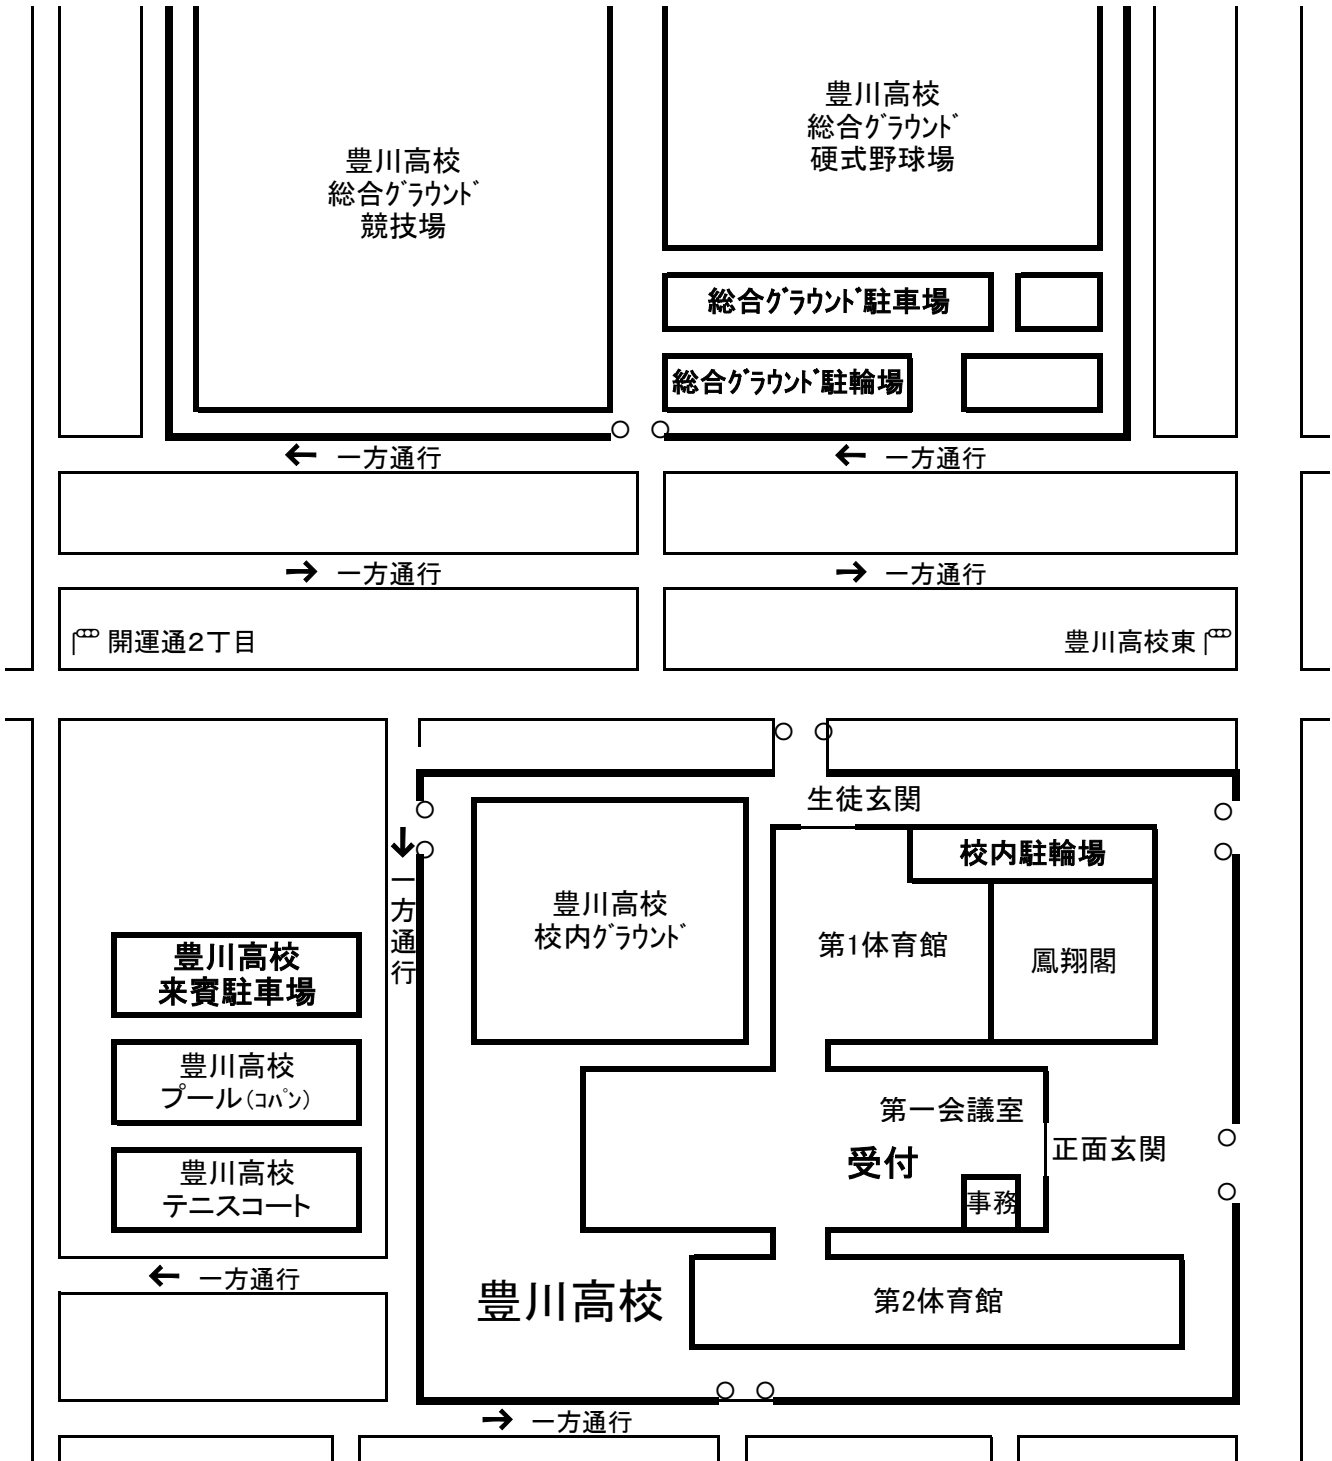 豊川高校
総合グラウンド
硬式野球場
豊川高校
総合グラウンド
競技場
総合グラウンド駐車場
総合グラウンド駐輪場
← 一方通行
← 一方通行
→ 一方通行
→ 一方通行
開運通2丁目
豊川高校東
生徒玄関
校内駐輪場
↓一方通行
豊川高校
校内グラウンド
第1体育館
鳳翔閣
豊川高校
来賓駐車場
豊川高校
プール(コパン)
第一会議室
受付
正面玄関
豊川高校
テニスコート
事務
← 一方通行
豊川高校
第2体育館
→ 一方通行